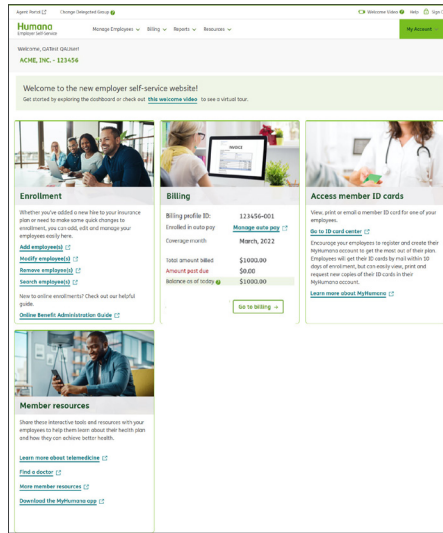 Agent Portal Change Delegated Group
Welcome Video Help Sign
Humana
Employer Self-Service
Manage Employees Billing Reports Resources
My Account
Welcome, QATest QAUser!
ACME, INC. - 123456
Welcome to the new employer self-service website!
Get started by exploring the dashboard or check out this welcome video to see a virtual tour.
INVOICE
Enrollment
Whether you've added a new hire to your insurance
plan or need to make some quick changes to
enrollment, you can add, edit and manage your
employees easily here.
Add employee(s)
Modify employee(s)
Remove employee(s)
Search employee(s)
New to online enrollments? Check out our helpful
guide.
Online Benefit Administration Guide
Billing
Billing profile ID: 123456-001
Enrolled in auto pay Manage auto pay
Coverage month March, 2022
Total amount billed $1000.00
Amount past due $0.00
Balance as of today $1000.00
Go to billing →
Access member ID cards
View, print or email a member ID card for one of your
employees.
Go to ID card center
Encourage your employees to register and create their
MyHumana account to get the most out of their plan.
Employees will get their ID cards by mail within 10
days of enrollment, but can easily view, print and
request new copies of their ID cards in their
MyHumana account.
Learn more about MyHumana
Member resources
Share these interactive tools and resources with your
employees to help them learn about their health plan
and how they can achieve better health.
Learn more about telemedicine
Find a doctor
More member resources
Download the MyHumana app